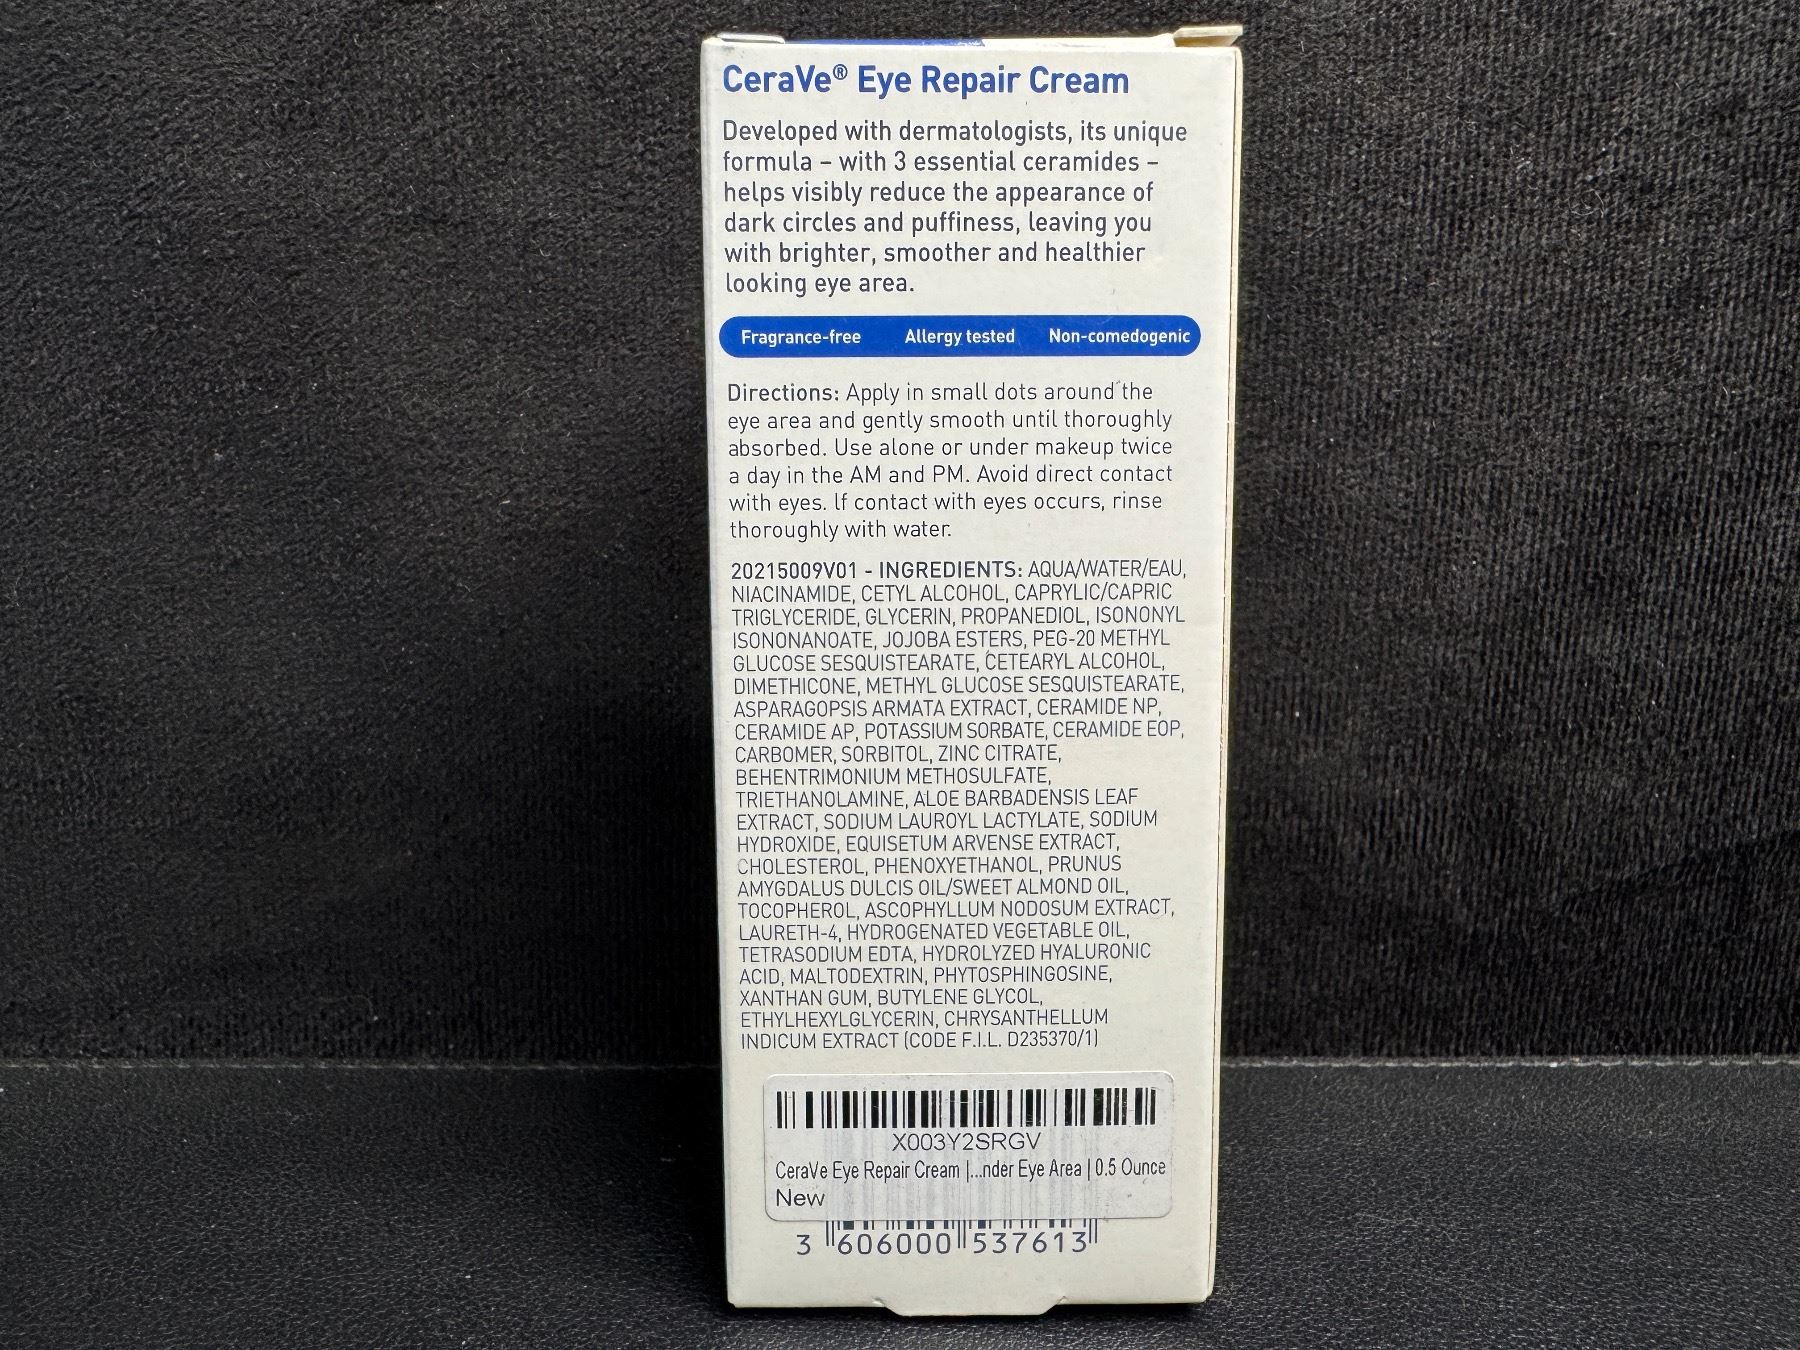 CeraVe® Eye Repair Cream
Developed with dermatologists, its unique
formula – with 3 essential ceramides –
helps visibly reduce the appearance of
dark circles and puffiness, leaving you
with brighter, smoother and healthier
looking eye area.
Fragrance-free Allergy tested Non-comedogenic
Directions: Apply in small dots around the
eye area and gently smooth until thoroughly
absorbed. Use alone or under makeup twice
a day in the AM and PM. Avoid direct contact
with eyes. If contact with eyes occurs, rinse
thoroughly with water.
20215009V01 - INGREDIENTS: AQUA/WATER/EAU,
NIACINAMIDE, CETYL ALCOHOL, CAPRYLIC/CAPRIC
TRIGLYCERIDE, GLYCERIN, PROPANEDIOL, ISONONYL
ISONONANOATE, JOJOBA ESTERS, PEG-20 METHYL
GLUCOSE SESQUISTEARATE, CETEARYL ALCOHOL,
DIMETHICONE, METHYL GLUCOSE SESQUISTEARATE,
ASPARAGOPSIS ARMATA EXTRACT, CERAMIDE NP,
CERAMIDE AP, POTASSIUM SORBATE, CERAMIDE EOP,
CARBOMER, SORBITOL, ZINC CITRATE,
BEHENTRIMONIUM METHOSULFATE,
TRIETHANOLAMINE, ALOE BARBADENSIS LEAF
EXTRACT, SODIUM LAUROYL LACTYLATE, SODIUM
HYDROXIDE, EQUISETUM ARVENSE EXTRACT,
CHOLESTEROL, PHENOXYETHANOL, PRUNUS
AMYGDALUS DULCIS OIL/SWEET ALMOND OIL,
TOCOPHEROL, ASCOPHYLLUM NODOSUM EXTRACT,
LAURETH-4, HYDROGENATED VEGETABLE OIL,
TETRASODIUM EDTA, HYDROLYZED HYALURONIC
ACID, MALTODEXTRIN, PHYTOSPHINGOSINE,
XANTHAN GUM, BUTYLENE GLYCOL,
ETHYLHEXYLGLYCERIN, CHRYSANTHELLUM
INDICUM EXTRACT (CODE F.I.L. D235370/1)
X003Y2SRGV
CeraVe Eye Repair Cream |...nder Eye Area | 0.5 Ounce
New
3 606000 537613